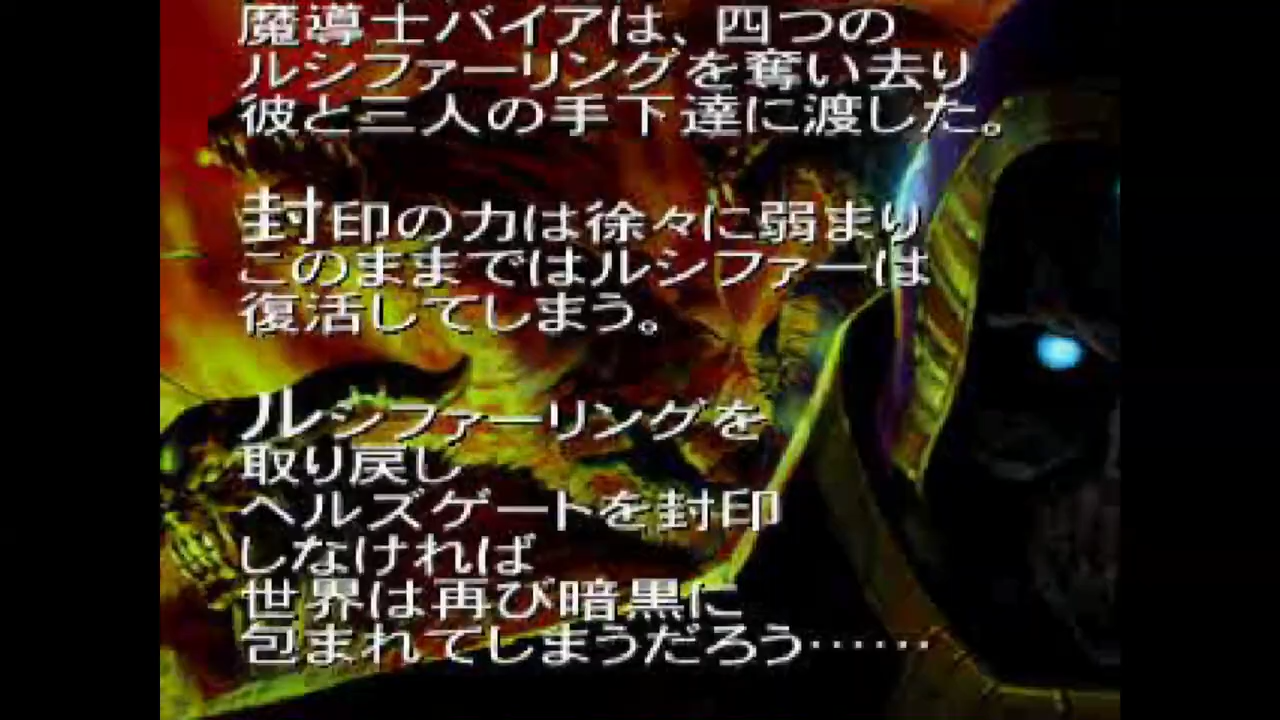 魔導士バイアは、四つの
ルシファーリングを奪い去り
彼と三人の手下達に渡した。
封印の力は徐々に弱まり
このままではルシファーは
復活してしまう。
ルシファーリングを
取り戻し
ヘルズゲートを封印
しなければ
世界は再び暗黒に
包まれてしまうだろう……